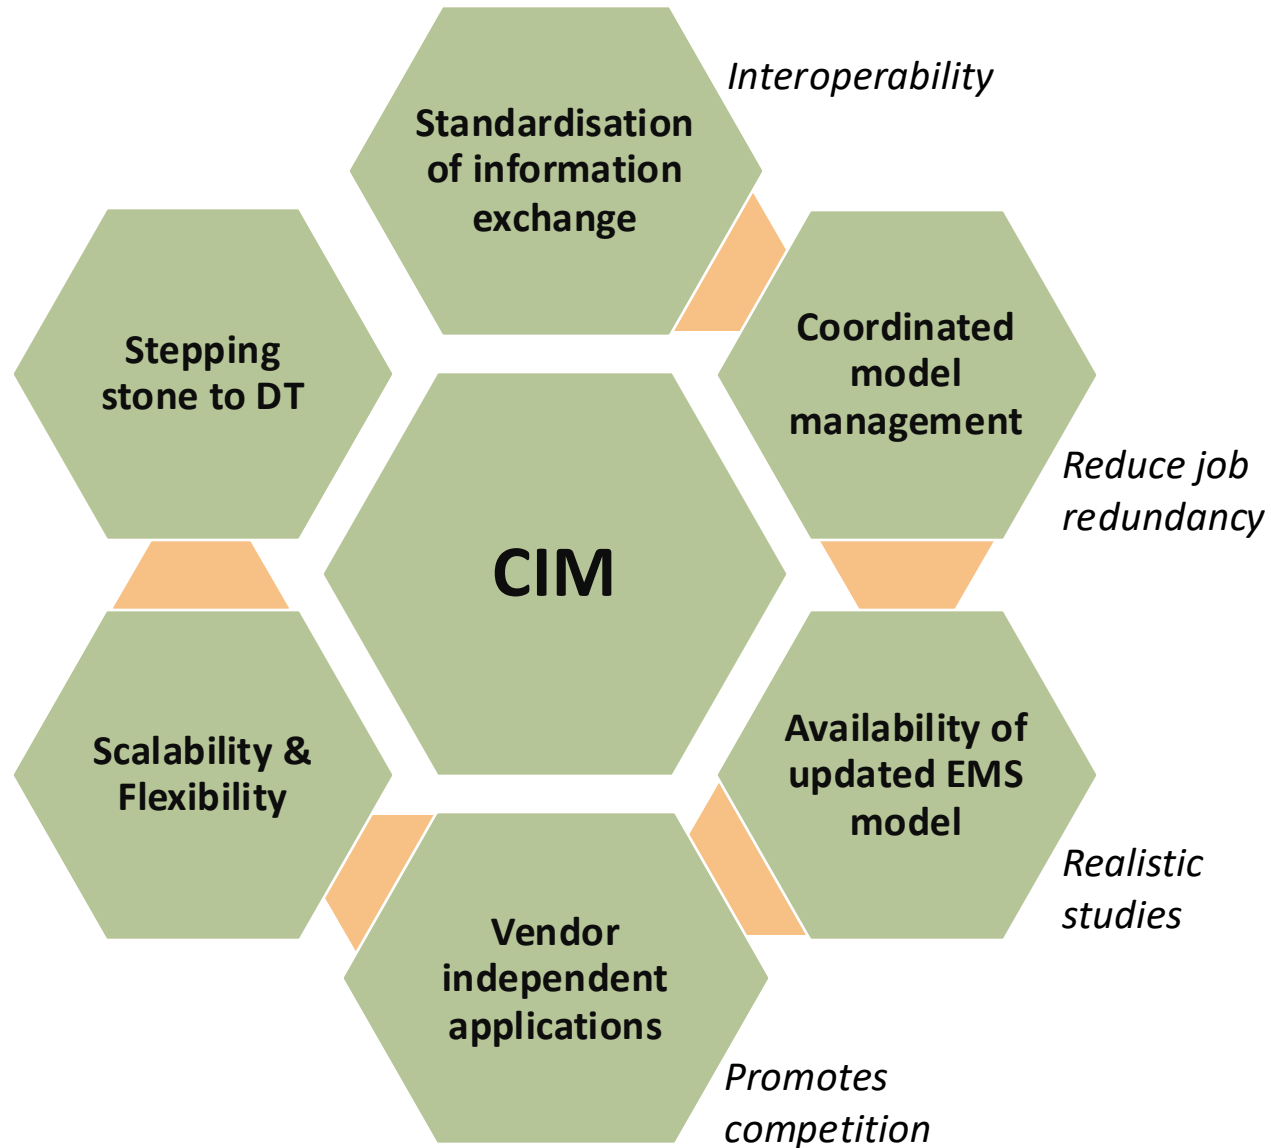 Interoperability
Standardisation
of information
exchange
Coordinated
model
management
Reduce job
redundancy
Stepping
stone to DT
CIM
Availability of
updated EMS
model
Realistic
studies
Scalability &
Flexibility
Vendor
independent
applications
Promotes
competition